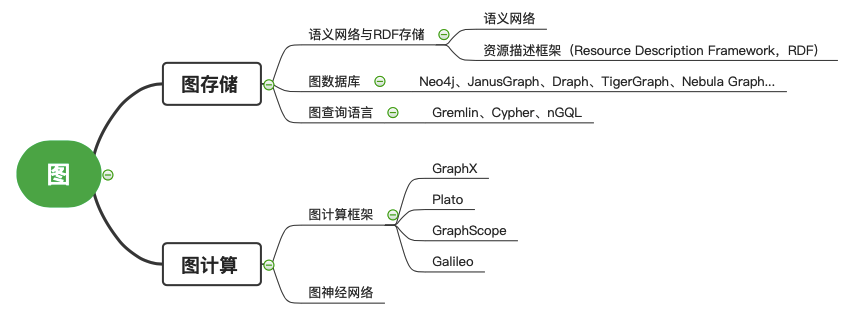 图
图存储
语义网络与RDF存储
语义网络
资源描述框架（Resource Description Framework，RDF）
图数据库
Neo4j、JanusGraph、Draph、TigerGraph、Nebula Graph...
图查询语言
Gremlin、Cypher、nGQL
图计算
图计算框架
GraphX
Plato
GraphScope
Galileo
图神经网络